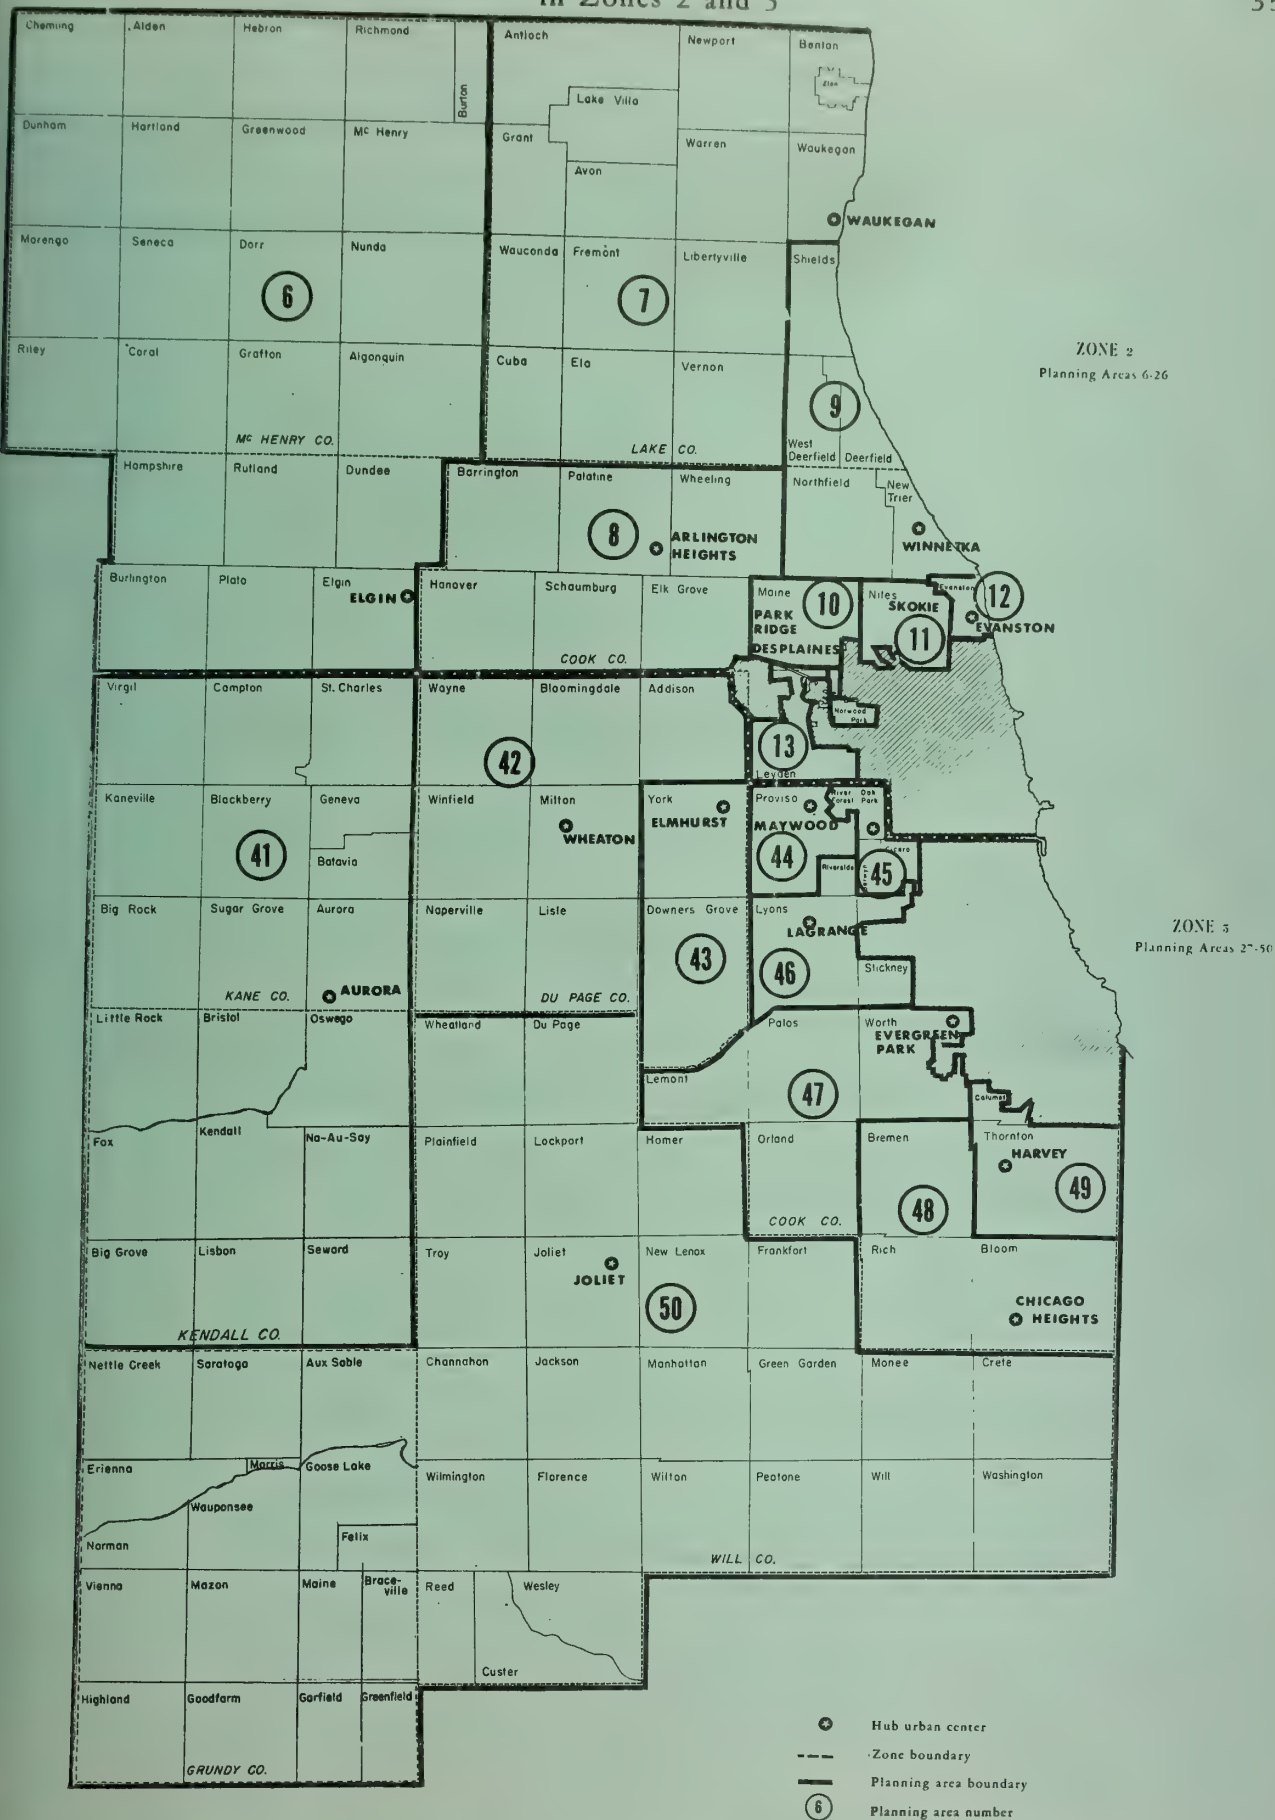 in Zones 2 and 3
Chemung
Alden
Hebron
Richmond
Burton
Antioch
Lake Villa
Newport
Benton
Zion
Dunham
Hartland
Greenwood
Mc Henry
Grant
Avon
Warren
Waukegan
WAUKEGAN
Marengo
Seneca
Dorr
Nunda
Wauconda
Fremont
Libertyville
Shields
6
7
ZONE 2
Planning Areas 6-26
Riley
Coral
Grafton
Algonquin
Cuba
Ela
Vernon
9
Mc HENRY CO.
LAKE CO.
West Deerfield
Deerfield
Hampshire
Rutland
Dundee
Barrington
Palatine
Wheeling
Northfield
New Trier
8
ARLINGTON
HEIGHTS
WINNETKA
Burlington
Plato
Elgin
ELGIN
Hanover
Schaumburg
Elk Grove
Maine
10
PARK
RIDGE
DESPLAINES
Niles
SKOKIE
11
Evanston
12
EVANSTON
COOK CO.
Virgil
Campton
St. Charles
Wayne
Bloomingdale
Addison
Norwood
Park
42
13
Leyden
Kaneville
Blackberry
Geneva
Winfield
Milton
York
ELMHURST
Proviso
River
Forest
Oak
Park
WHEATON
MAYWOOD
41
Batavia
44
Riverside
Cicero
45
Big Rock
Sugar Grove
Aurora
Naperville
Lisle
Downers Grove
Lyons
LAGRANGE
ZONE 3
Planning Areas 27-50
43
46
Stickney
KANE CO.
AURORA
DU PAGE CO.
Little Rock
Bristol
Oswego
Wheatland
Du Page
Palos
Worth
EVERGREEN
PARK
Lemont
47
Calumet
Fox
Kendall
Na-Au-Say
Plainfield
Lockport
Homer
Orland
Bremen
Thornton
HARVEY
48
49
COOK CO.
Big Grove
Lisbon
Seward
Troy
Joliet
JOLIET
New Lenox
Frankfort
Rich
Bloom
50
CHICAGO
HEIGHTS
KENDALL CO.
Nettle Creek
Saratoga
Aux Sable
Channahon
Jackson
Manhattan
Green Garden
Monee
Crete
Erienna
Morris
Goose Lake
Wilmington
Florence
Wilton
Peotone
Will
Washington
Wauponsee
Norman
Felix
WILL CO.
Vienna
Mazon
Maine
Brace-
ville
Reed
Wesley
Custer
Highland
Goodfarm
Garfield
Greenfield
GRUNDY CO.
Hub urban center
Zone boundary
Planning area boundary
6 Planning area number